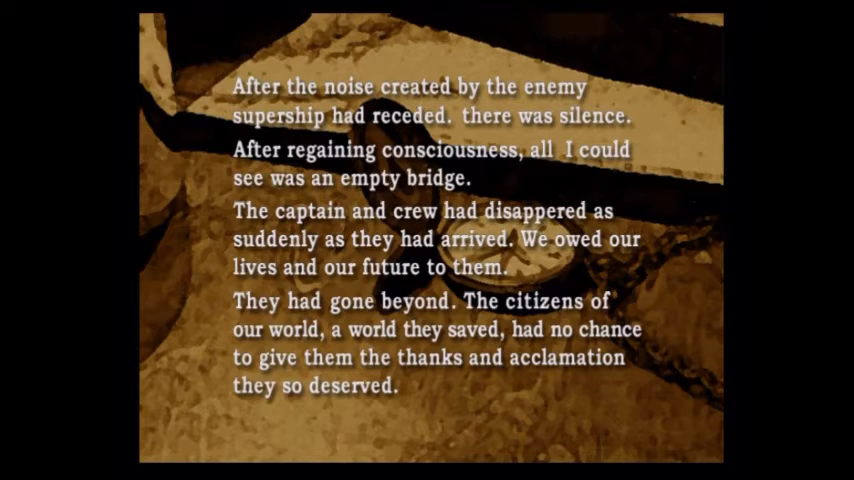 After the noise created by the enemy
supership had receded. there was silence.
After regaining consciousness, all I could
see was an empty bridge.
The captain and crew had disappered as
suddenly as they had arrived. We owed our
lives and our future to them.
They had gone beyond. The citizens of
our world, a world they saved, had no chance
to give them the thanks and acclamation
they so deserved.